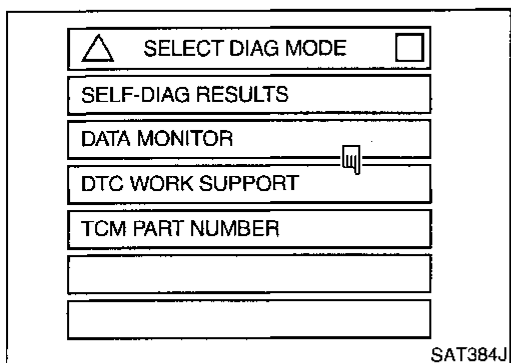 SELECT DIAG MODE
SELF-DIAG RESULTS
DATA MONITOR
DTC WORK SUPPORT
TCM PART NUMBER
SAT384J